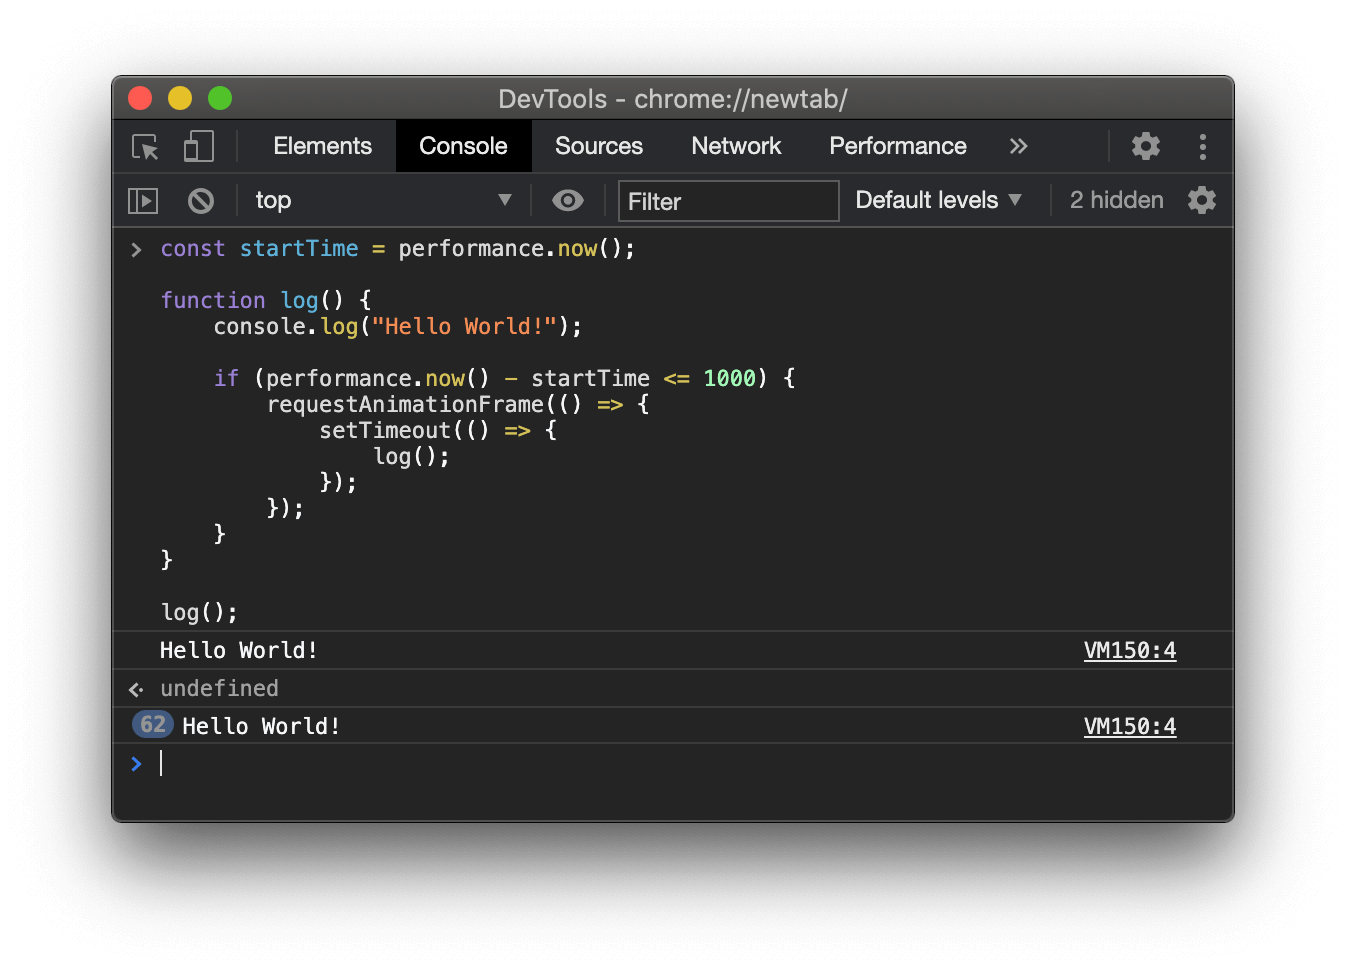 DevTools - chrome://newtab/
Elements Console Sources Network Performance »
top ▼ Filter Default levels ▼ 2 hidden
> const startTime = performance.now();

function log() {
    console.log("Hello World!");

    if (performance.now() - startTime <= 1000) {
        requestAnimationFrame(() => {
            setTimeout(() => {
                log();
            });
        });
    }
}

log();
Hello World! VM150:4
undefined
62 Hello World! VM150:4
>